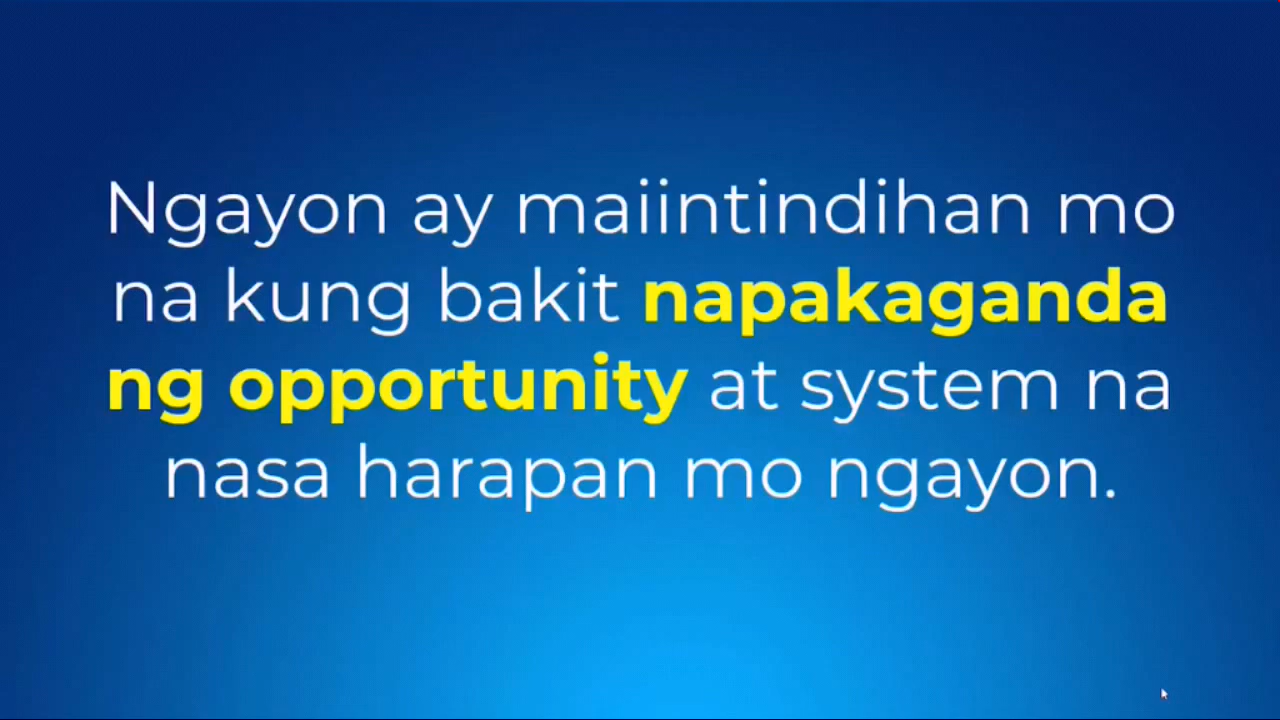 Ngayon ay maiintindihan mo
na kung bakit napakaganda
ng opportunity at system na
nasa harapan mo ngayon.